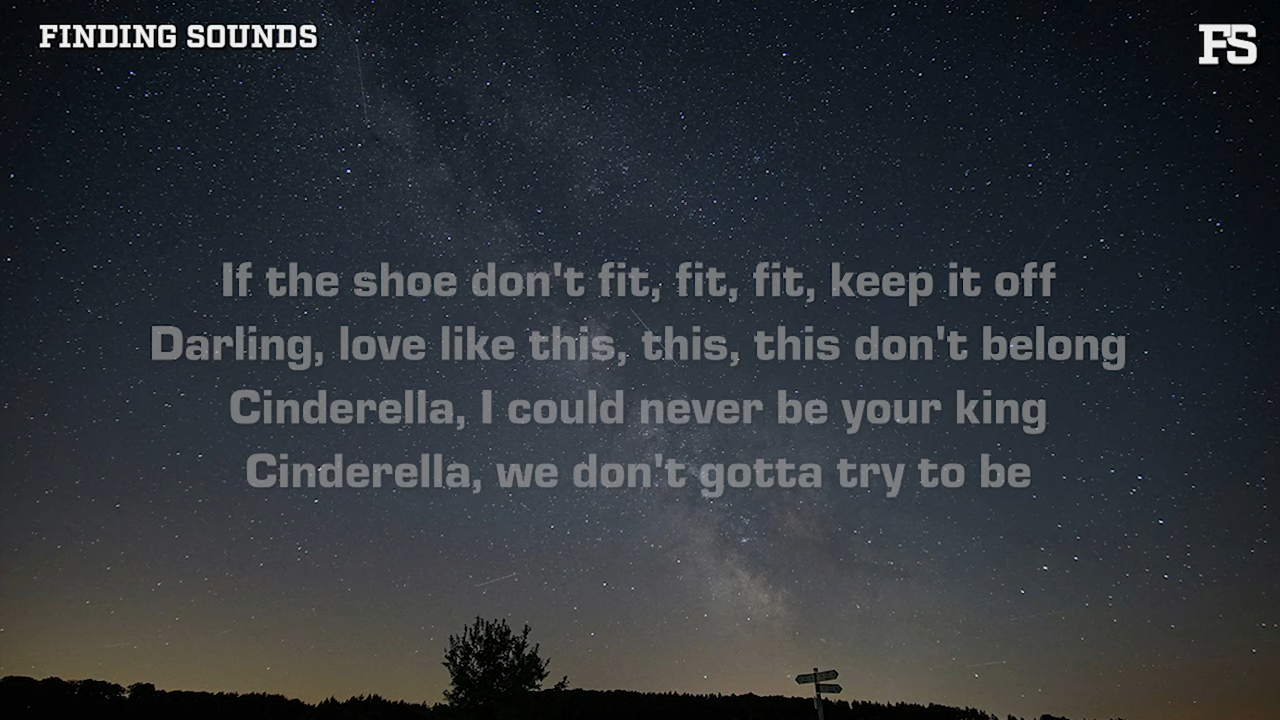 FINDING SOUNDS
FS
If the shoe don't fit, fit, fit, keep it off
Darling, love like this, this, this don't belong
Cinderella, I could never be your king
Cinderella, we don't gotta try to be